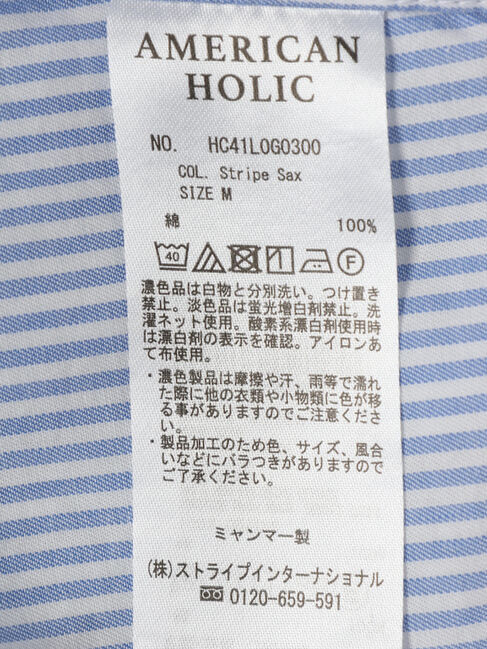 AMERICAN
HOLIC
NO. HC41L0G0300
COL. Stripe Sax
SIZE M
綿 100%
40 F
濃色品は白物と分別洗い。つけ置き
禁止。淡色品は蛍光増白剤禁止。洗
濯ネット使用。酸素系漂白剤使用時
は漂白剤の表示を確認。アイロンあ
て布使用。
・濃色製品は摩擦や汗、雨等で濡れ
た際に他の衣類や小物類に色が移
る事がありますのでご注意くださ
い。
・製品加工のため色、サイズ、風合
いなどにバラつきがありますがご
了承ください。
ミャンマー製
(株)ストライプインターナショナル
0120-659-591